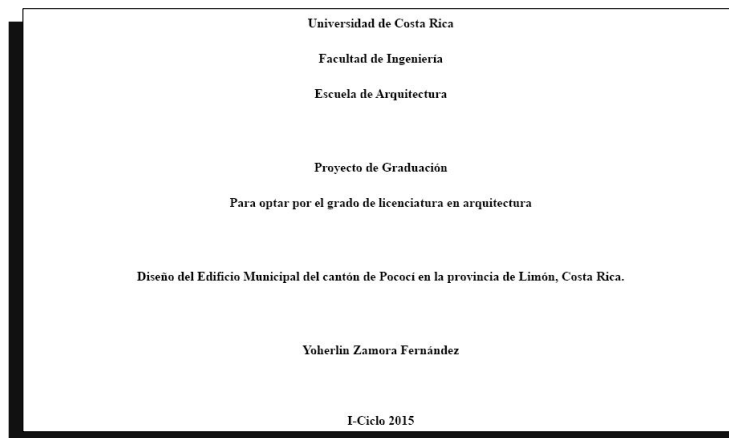 Universidad de Costa Rica
Facultad de Ingeniería
Escuela de Arquitectura
Proyecto de Graduación
Para optar por el grado de licenciatura en arquitectura
Diseño del Edificio Municipal del cantón de Pococí en la provincia de Limón, Costa Rica.
Yoherlin Zamora Fernández
I-Ciclo 2015